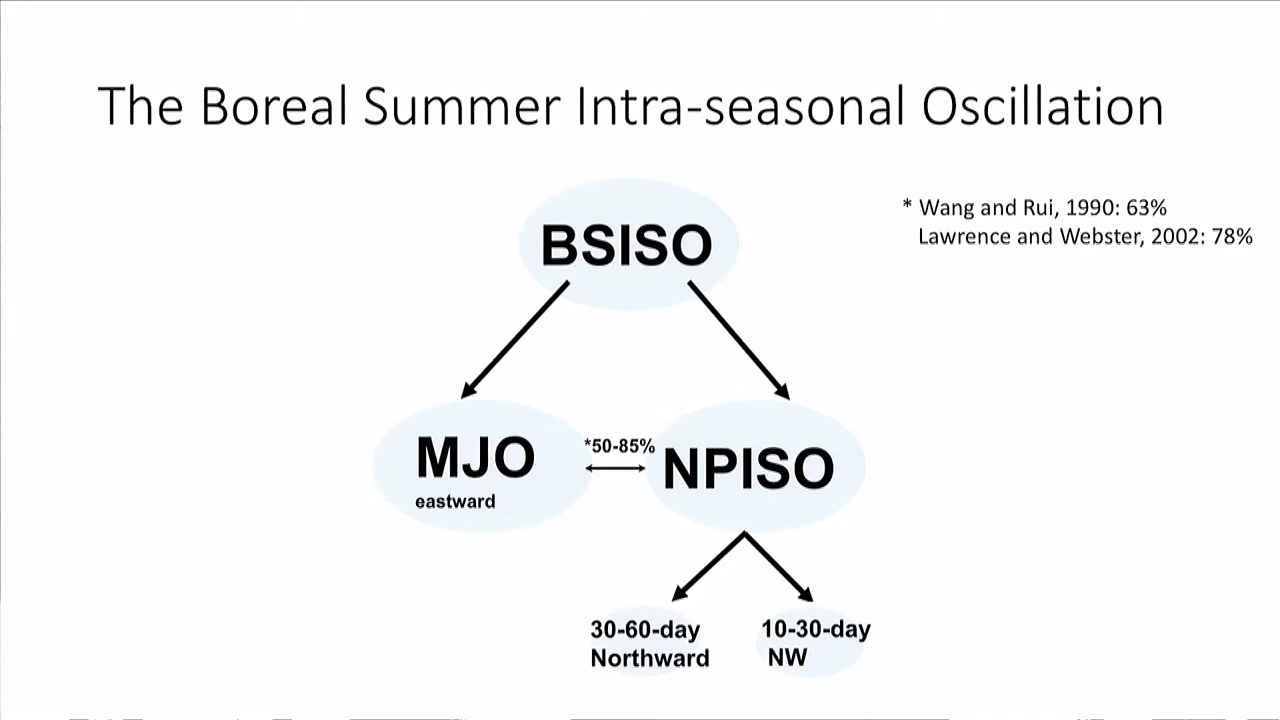 The Boreal Summer Intra-seasonal Oscillation
BSISO
* Wang and Rui, 1990: 63%
Lawrence and Webster, 2002: 78%
MJO
eastward
*50-85%
NPISO
30-60-day
Northward
10-30-day
NW